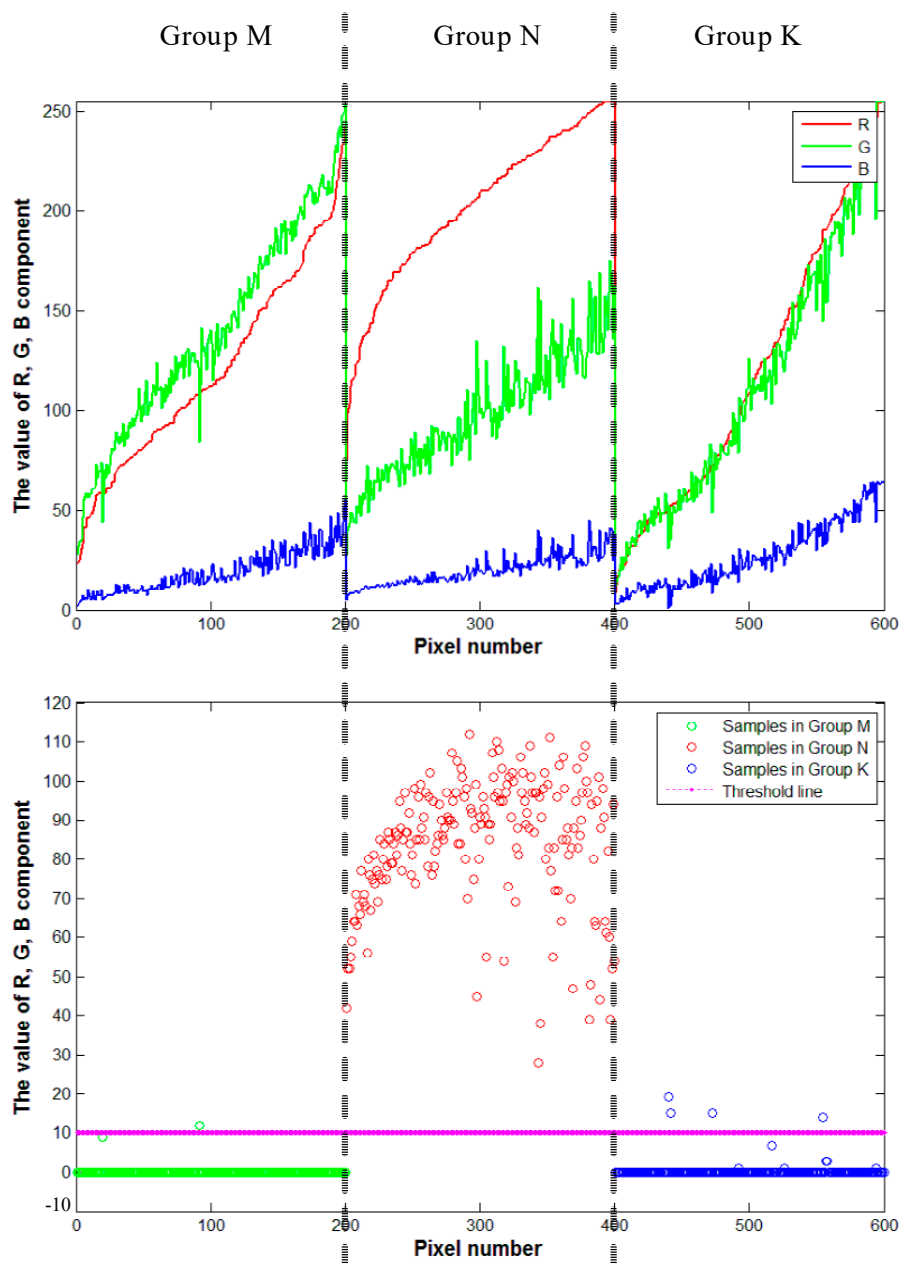 Group M Group N Group K
250
200
150
100
50
0
The value of R, G, B component
R
G
B
0 100 200 300 400 500 600
Pixel number
120
110
100
90
80
70
60
50
40
30
20
10
0
-10
The value of R, G, B component
Samples in Group M
Samples in Group N
Samples in Group K
Threshold line
0 100 200 300 400 500 600
Pixel number